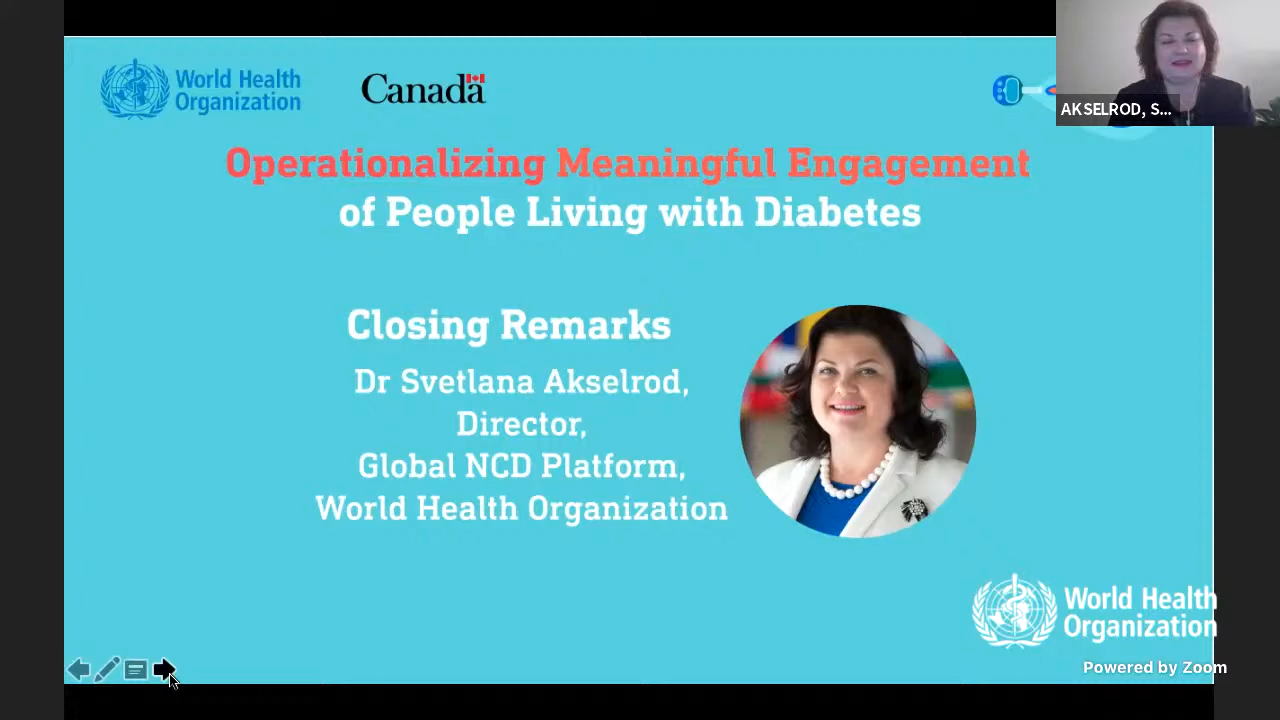 World Health
Organization
Canada
AKSELROD, S...
Operationalizing Meaningful Engagement
of People Living with Diabetes
Closing Remarks
Dr Svetlana Akselrod,
Director,
Global NCD Platform,
World Health Organization
World Health
Organization
Powered by Zoom